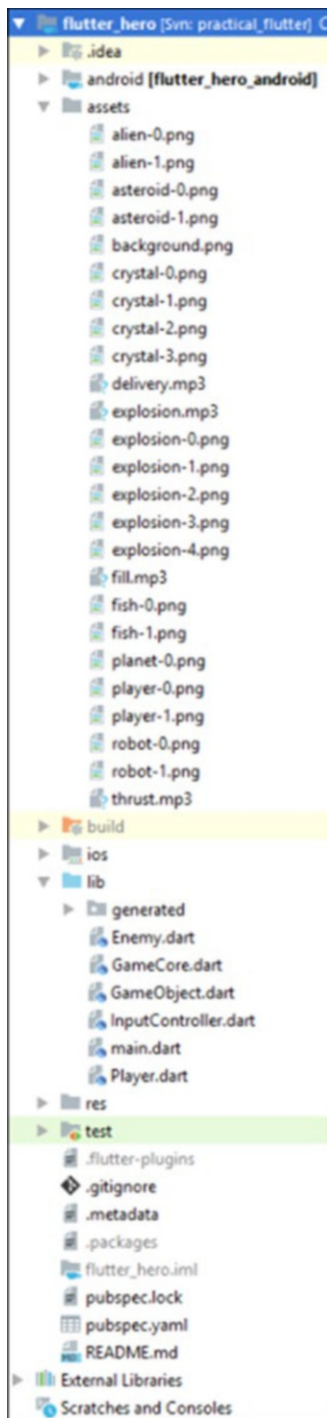 flutter_hero [Svn: practical_flutter]
.idea
android [flutter_hero_android]
assets
alien-0.png
alien-1.png
asteroid-0.png
asteroid-1.png
background.png
crystal-0.png
crystal-1.png
crystal-2.png
crystal-3.png
delivery.mp3
explosion.mp3
explosion-0.png
explosion-1.png
explosion-2.png
explosion-3.png
explosion-4.png
fill.mp3
fish-0.png
fish-1.png
planet-0.png
player-0.png
player-1.png
robot-0.png
robot-1.png
thrust.mp3
build
ios
lib
generated
Enemy.dart
GameCore.dart
GameObject.dart
InputController.dart
main.dart
Player.dart
res
test
.flutter-plugins
.gitignore
.metadata
.packages
flutter_hero.iml
pubspec.lock
pubspec.yaml
README.md
External Libraries
Scratches and Consoles